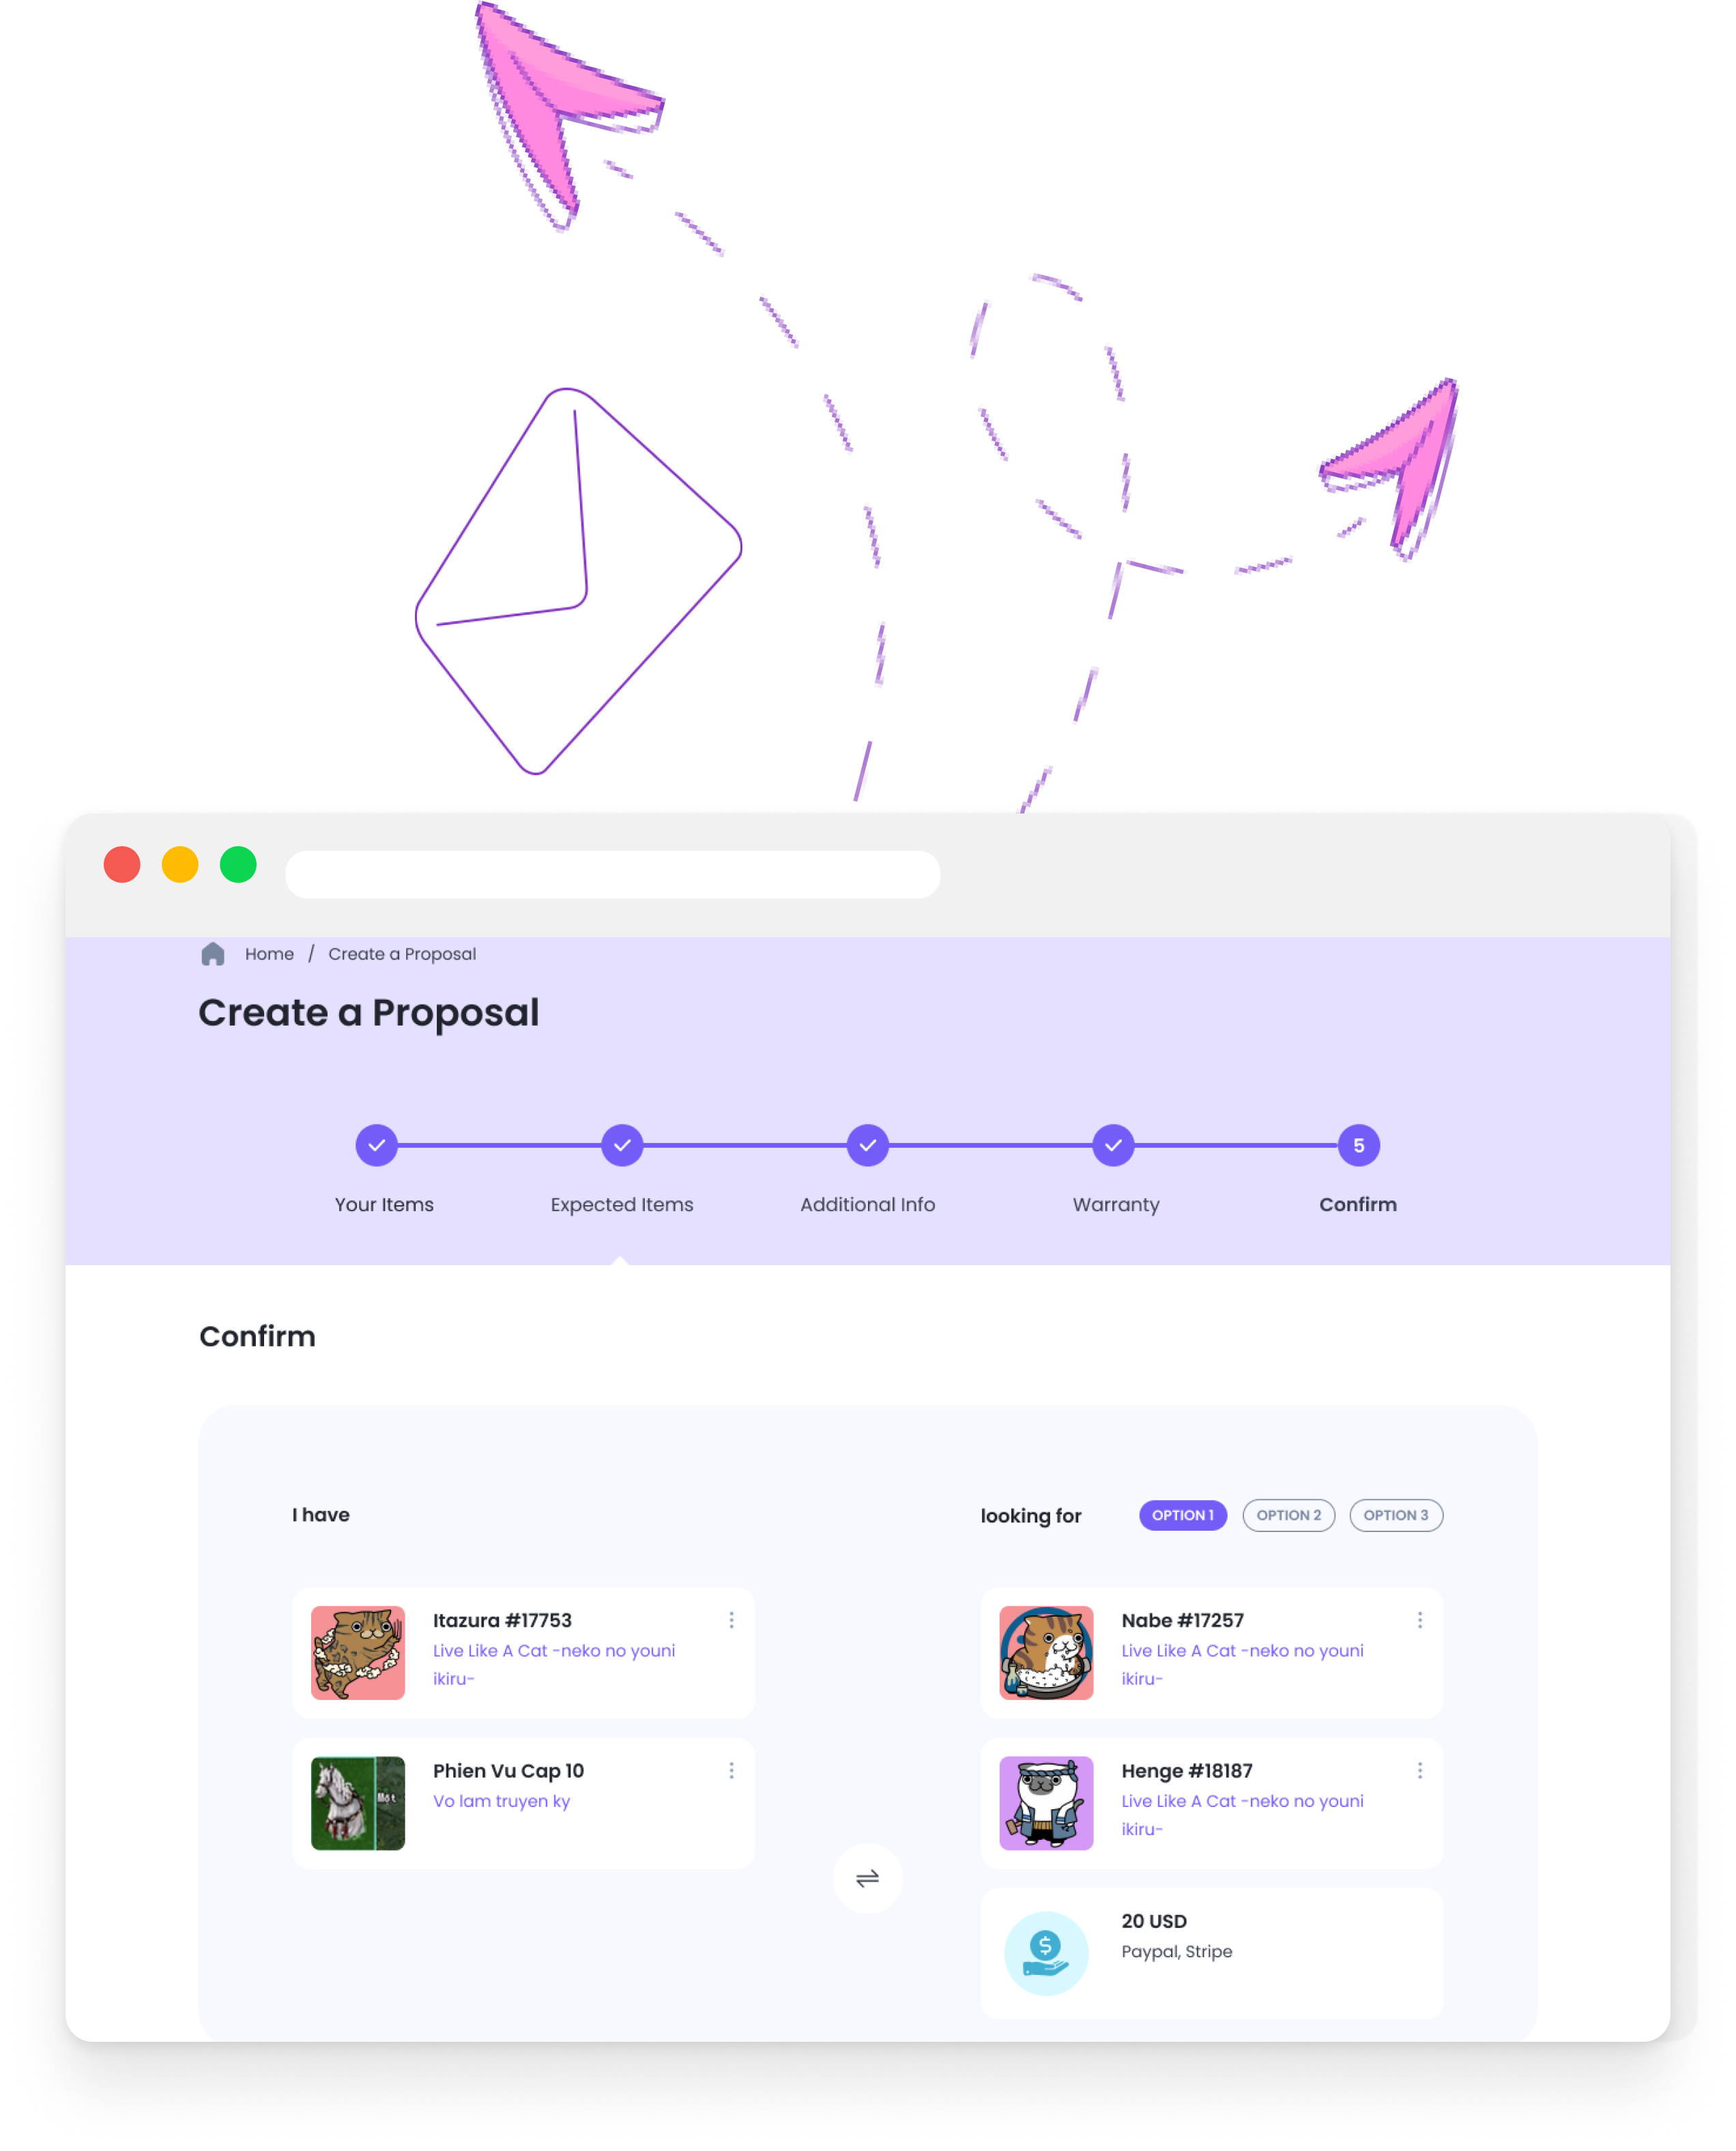 Home / Create a Proposal
Create a Proposal
5
Your Items
Expected Items
Additional Info
Warranty
Confirm
Confirm
I have
looking for
OPTION 1
OPTION 2
OPTION 3
Itazura #17753
Live Like A Cat -neko no youni
ikiru-
Phien Vu Cap 10
Vo lam truyen ky
Một
Nabe #17257
Live Like A Cat -neko no youni
ikiru-
Henge #18187
Live Like A Cat -neko no youni
ikiru-
$
20 USD
Paypal, Stripe